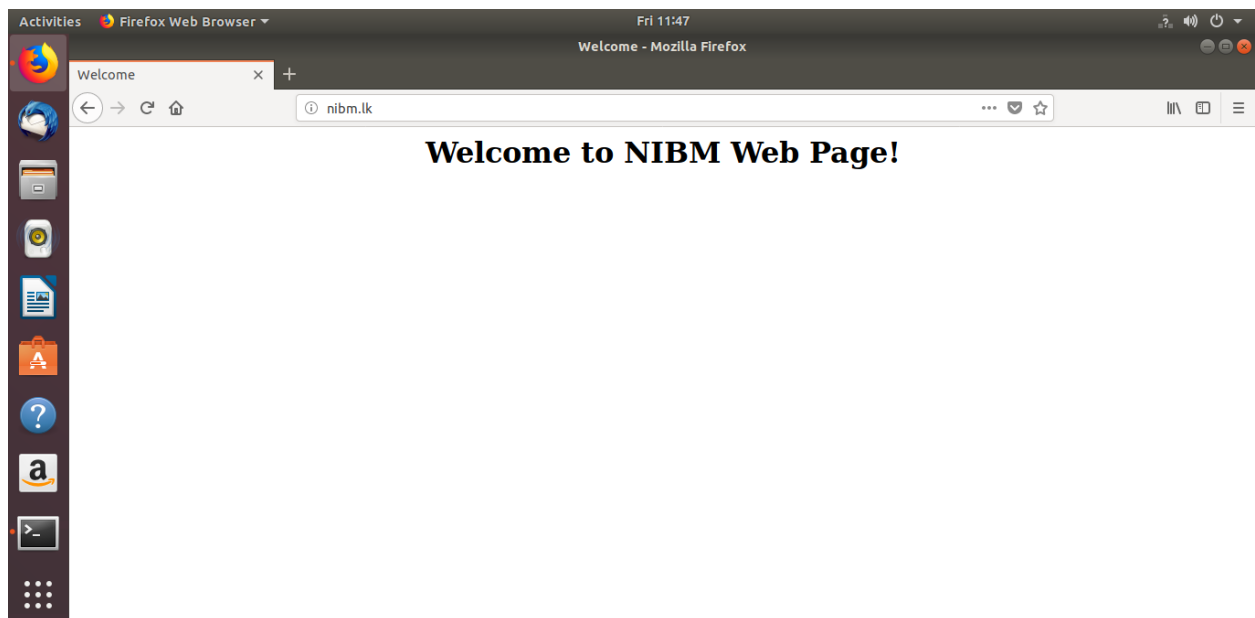 Activities Firefox Web Browser Fri 11:47
Welcome - Mozilla Firefox
Welcome
nibm.lk
Welcome to NIBM Web Page!